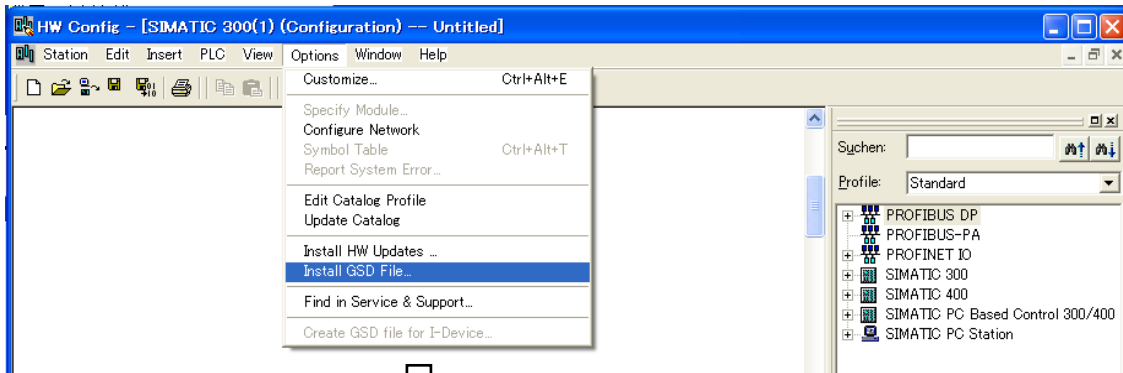 HW Config - [SIMATIC 300(1) (Configuration) -- Untitled]
Station Edit Insert PLC View Options Window Help
Customize... Ctrl+Alt+E
Specify Module...
Configure Network
Symbol Table Ctrl+Alt+T
Report System Error...
Edit Catalog Profile
Update Catalog
Install HW Updates ...
Install GSD File...
Find in Service & Support...
Create GSD file for I-Device...
Suchen:
Profile: Standard
PROFIBUS DP
PROFIBUS-PA
PROFINET IO
SIMATIC 300
SIMATIC 400
SIMATIC PC Based Control 300/400
SIMATIC PC Station